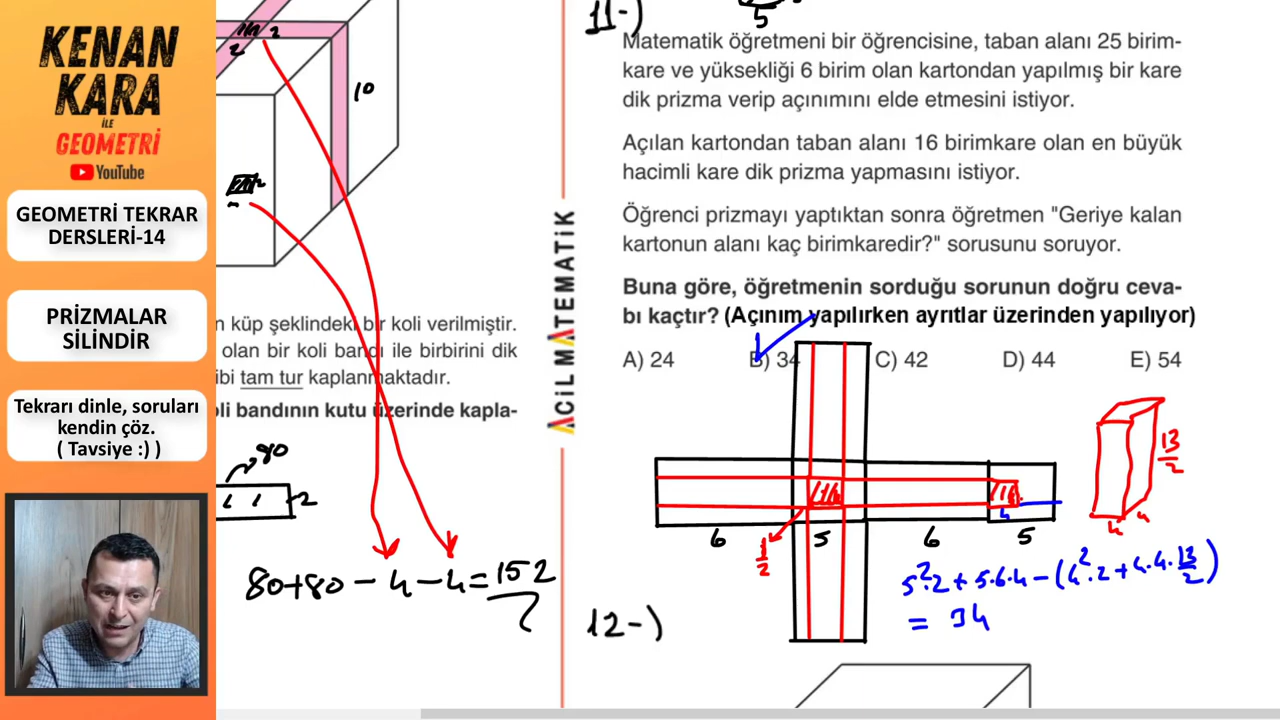 KENAN
KARA
İLE
GEOMETRİ
YouTube
GEOMETRİ TEKRAR
DERSLERİ-14
PRİZMALAR
SİLİNDİR
Tekrarı dinle, soruları
kendin çöz.
( Tavsiye :) )
2
2
10
n küp şeklindeki bir koli verilmiştir.
olan bir koli bandı ile birbirini dik
ibi tam tur kaplanmaktadır.
oli bandının kutu üzerinde kapla-
80
2
80+80-4-4=152
AÇILMATEMATİK
5
11-)
Matematik öğretmeni bir öğrencisine, taban alanı 25 birim-
kare ve yüksekliği 6 birim olan kartondan yapılmış bir kare
dik prizma verip açınımını elde etmesini istiyor.
Açılan kartondan taban alanı 16 birimkare olan en büyük
hacimli kare dik prizma yapmasını istiyor.
Öğrenci prizmayı yaptıktan sonra öğretmen "Geriye kalan
kartonun alanı kaç birimkaredir?" sorusunu soruyor.
Buna göre, öğretmenin sorduğu sorunun doğru ceva-
bı kaçtır? (Açınım yapılırken ayrıtlar üzerinden yapılıyor)
A) 24 B) 34 C) 42 D) 44 E) 54
13/2
4 4
4
6 5 6 5
1/2
5².2+5.6.4-(4².2+4.4.13/2)
= 34
12-)